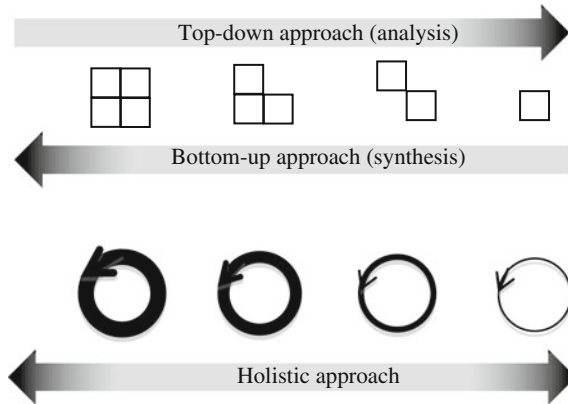 Top-down approach (analysis)
Bottom-up approach (synthesis)
Holistic approach